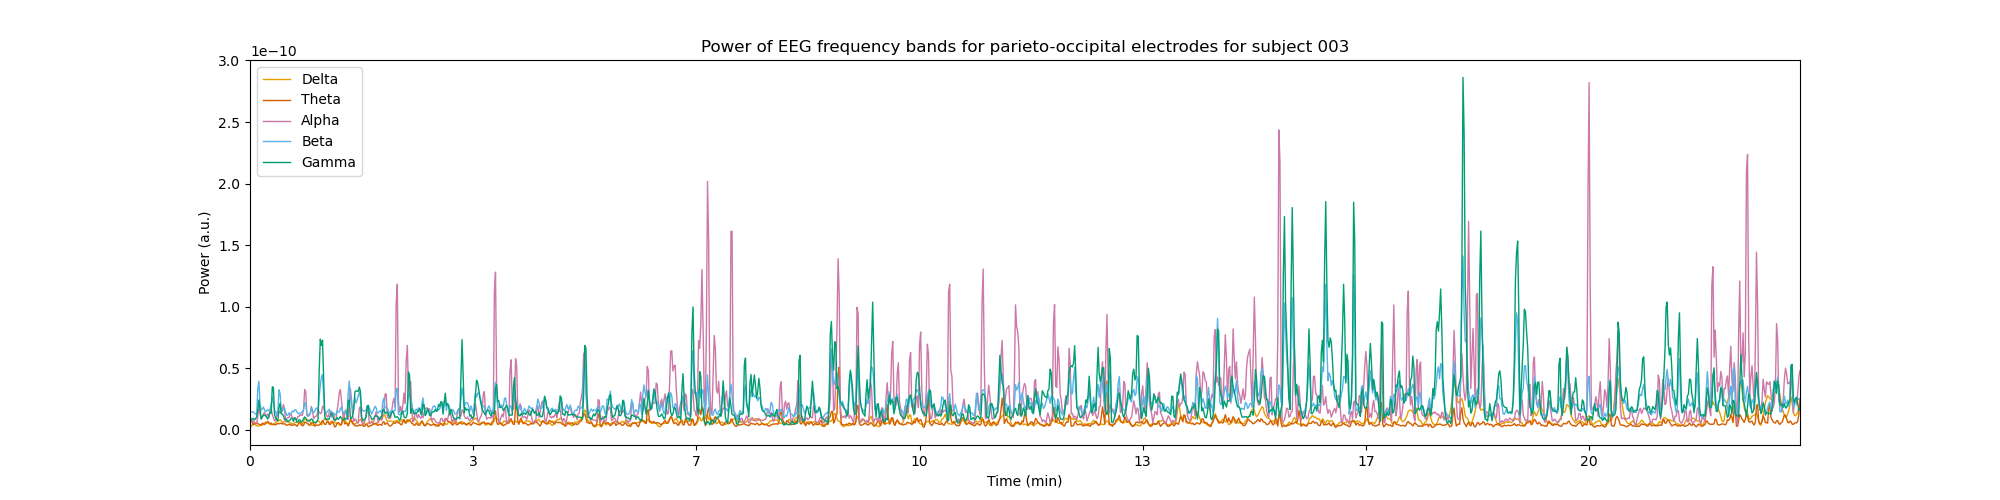 Power of EEG frequency bands for parieto-occipital electrodes for subject 003
1e−10
3.0
2.5
2.0
1.5
1.0
0.5
0.0
Power (a.u.)
Delta
Theta
Alpha
Beta
Gamma
0 3 7 10 13 17 20
Time (min)